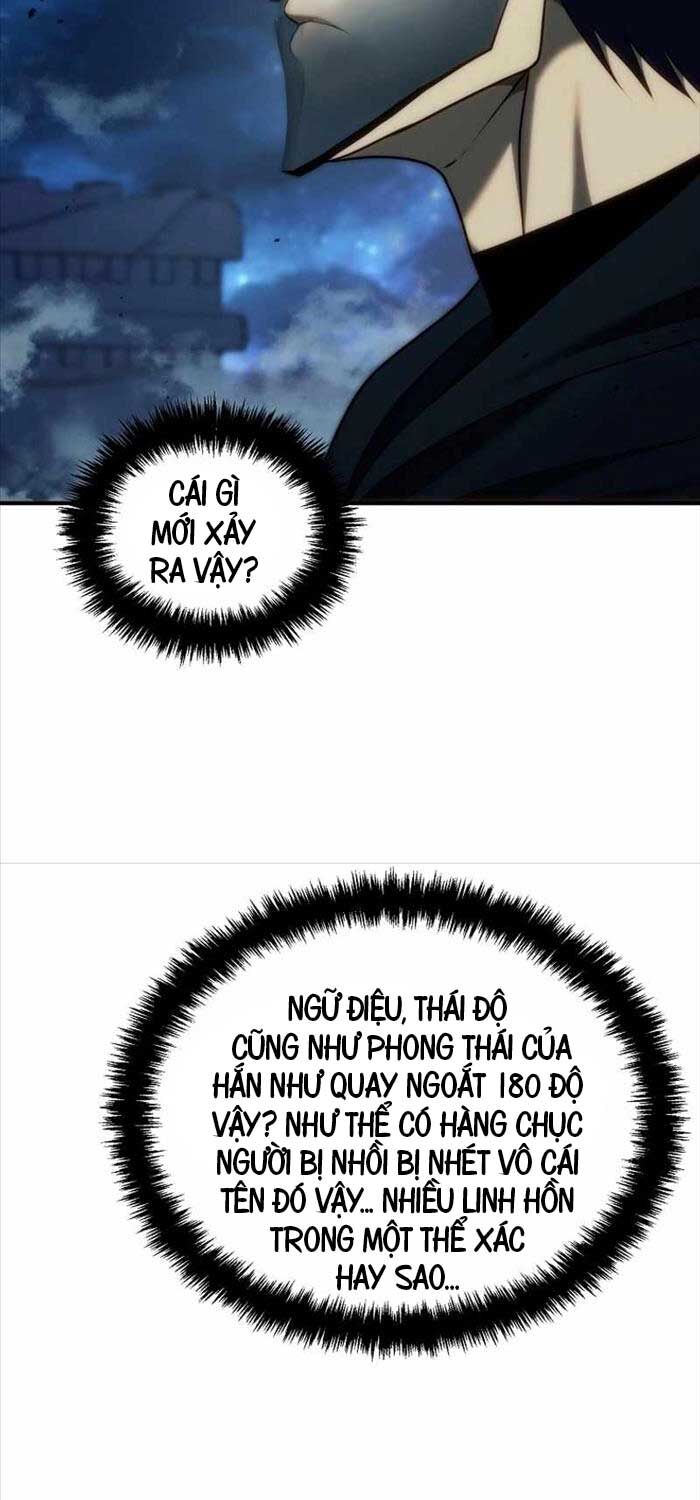 CÁI GÌ
MỚI XẢY
RA VẬY?
NGỮ ĐIỆU, THÁI ĐỘ
CŨNG NHƯ PHONG THÁI CỦA
HẮN NHƯ QUAY NGOẮT 180 ĐỘ
VẬY? NHƯ THỂ CÓ HÀNG CHỤC
NGƯỜI BỊ NHỒI BỊ NHÉT VÔ CÁI
TÊN ĐÓ VẬY... NHIỀU LINH HỒN
TRONG MỘT THỂ XÁC
HAY SAO...